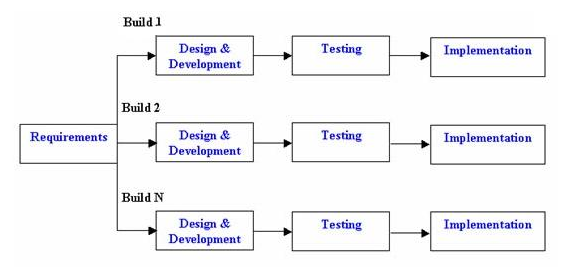 Build 1
Design &
Development
Testing
Implementation
Build 2
Requirements
Design &
Development
Testing
Implementation
Build N
Design &
Development
Testing
Implementation